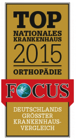 TOP
NATIONALES
KRANKENHAUS
2015
ORTHOPÄDIE
FOCUS
DEUTSCHLANDS
GRÖSSTER
KRANKENHAUS-
VERGLEICH